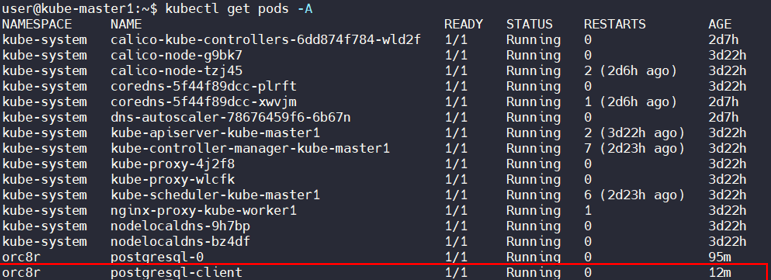 user@kube-master1:~$ kubectl get pods -A
NAMESPACE NAME READY STATUS RESTARTS AGE
kube-system calico-kube-controllers-6dd874f784-wld2f 1/1 Running 0 2d7h
kube-system calico-node-g9bk7 1/1 Running 0 3d22h
kube-system calico-node-tzj45 1/1 Running 2 (2d6h ago) 3d22h
kube-system coredns-5f44f89dcc-plrft 1/1 Running 0 3d22h
kube-system coredns-5f44f89dcc-xwvjm 1/1 Running 1 (2d6h ago) 2d7h
kube-system dns-autoscaler-78676459f6-6b67n 1/1 Running 0 2d7h
kube-system kube-apiserver-kube-master1 1/1 Running 2 (3d22h ago) 3d22h
kube-system kube-controller-manager-kube-master1 1/1 Running 7 (2d23h ago) 3d22h
kube-system kube-proxy-4j2f8 1/1 Running 0 3d22h
kube-system kube-proxy-wlcfk 1/1 Running 0 3d22h
kube-system kube-scheduler-kube-master1 1/1 Running 6 (2d23h ago) 3d22h
kube-system nginx-proxy-kube-worker1 1/1 Running 1 3d22h
kube-system nodelocaldns-9h7bp 1/1 Running 0 3d22h
kube-system nodelocaldns-bz4df 1/1 Running 0 3d22h
orc8r postgresql-0 1/1 Running 0 95m
orc8r postgresql-client 1/1 Running 0 12m